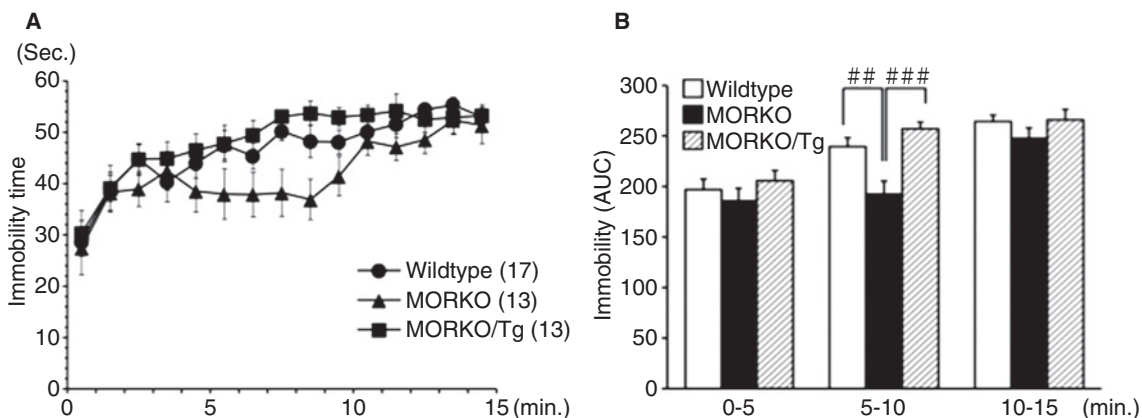 A
(Sec.)
60
50
40
30
20
10
0
Immobility time
Wildtype (17)
MORKO (13)
MORKO/Tg (13)
0 5 10 15 (min.)
B
300
250
200
150
100
50
0
Immobility (AUC)
Wildtype
MORKO
MORKO/Tg
## ###
0-5 5-10 10-15 (min.)